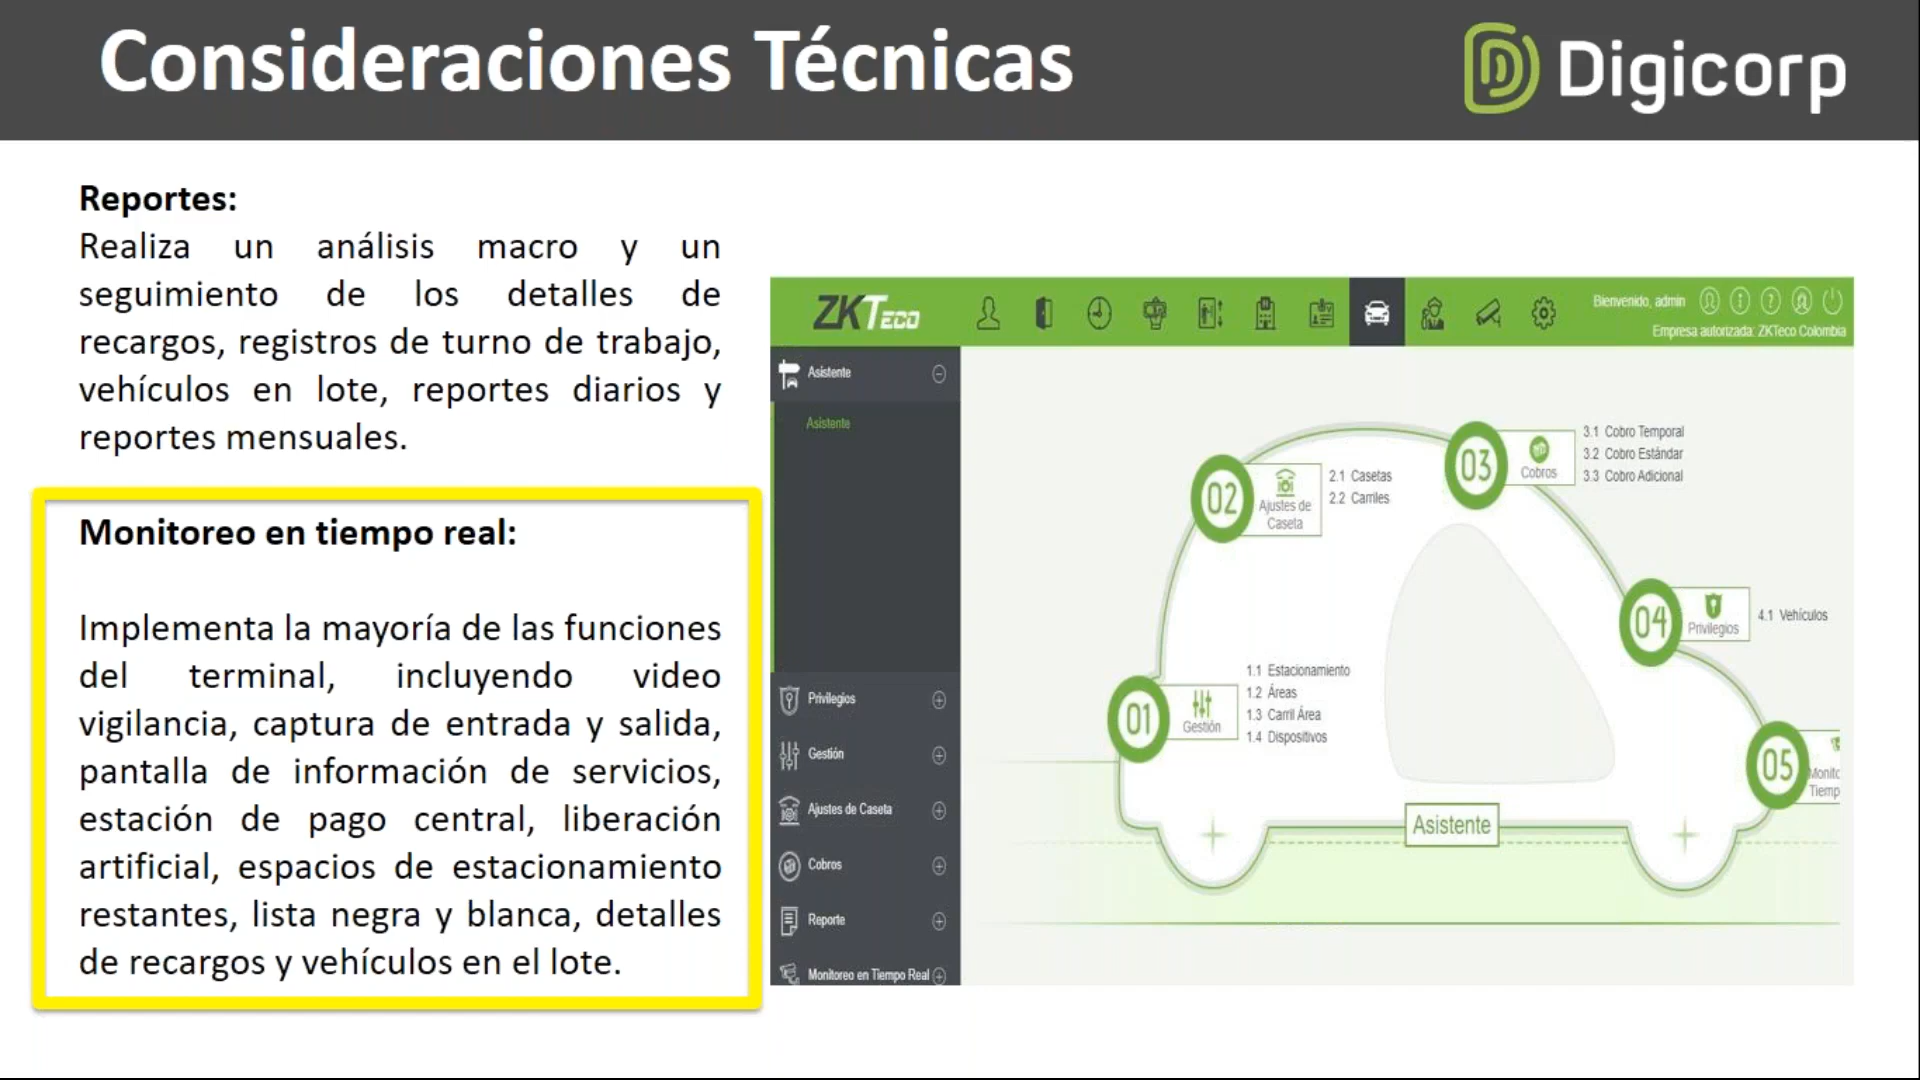 Consideraciones Técnicas
Digicorp
Reportes:
Realiza un análisis macro y un
seguimiento de los detalles de
recargos, registros de turno de trabajo,
vehículos en lote, reportes diarios y
reportes mensuales.
Monitoreo en tiempo real:
Implementa la mayoría de las funciones
del terminal, incluyendo video
vigilancia, captura de entrada y salida,
pantalla de información de servicios,
estación de pago central, liberación
artificial, espacios de estacionamiento
restantes, lista negra y blanca, detalles
de recargos y vehículos en el lote.
ZKTECO
Bienvenido, admin
Empresa autorizada: ZKTeco Colombia
Asistente
Asistente
Privilegios
Gestión
Ajustes de Caseta
Cobros
Reporte
Monitoreo en Tiempo Real
01
Gestión
1.1 Estacionamiento
1.2 Áreas
1.3 Carril Área
1.4 Dispositivos
02
Ajustes de
Caseta
2.1 Casetas
2.2 Carriles
03
Cobros
3.1 Cobro Temporal
3.2 Cobro Estándar
3.3 Cobro Adicional
04
Privilegios
4.1 Vehículos
05
Monito
Tiemp
Asistente